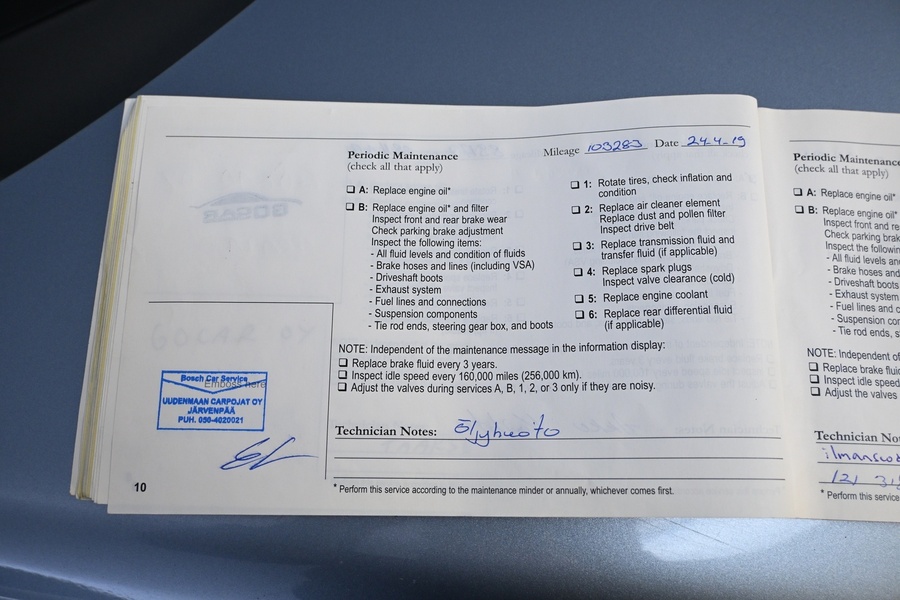 Periodic Maintenance
(check all that apply)
Mileage 103283 Date 24.4.19
❑ A: Replace engine oil*
❑ B: Replace engine oil* and filter
Inspect front and rear brake wear
Check parking brake adjustment
Inspect the following items:
- All fluid levels and condition of fluids
- Brake hoses and lines (including VSA)
- Driveshaft boots
- Exhaust system
- Fuel lines and connections
- Suspension components
- Tie rod ends, steering gear box, and boots
❑ 1: Rotate tires, check inflation and
condition
❑ 2: Replace air cleaner element
Replace dust and pollen filter
Inspect drive belt
❑ 3: Replace transmission fluid and
transfer fluid (if applicable)
❑ 4: Replace spark plugs
Inspect valve clearance (cold)
❑ 5: Replace engine coolant
❑ 6: Replace rear differential fluid
(if applicable)
NOTE: Independent of the maintenance message in the information display:
❑ Replace brake fluid every 3 years.
❑ Inspect idle speed every 160,000 miles (256,000 km).
❑ Adjust the valves during services A, B, 1, 2, or 3 only if they are noisy.
Bosch Car Service
Emboss here
UUDENMAAN CARPOJAT OY
JÄRVENPÄÄ
PUH. 050-4020021
Technician Notes: Öljyhuolto
* Perform this service according to the maintenance minder or annually, whichever comes first.
10
Periodic Maintenance
(check all that apply)
❑ A: Replace engine oil*
❑ B: Replace engine oil*
Inspect front and re
Check parking brake
Inspect the followin
- All fluid levels an
- Brake hoses and
- Driveshaft boots
- Exhaust system
- Fuel lines and c
- Suspension cor
- Tie rod ends, s
NOTE: Independent of
❑ Replace brake flui
❑ Inspect idle speed
❑ Adjust the valves
Technician No
* Perform this service